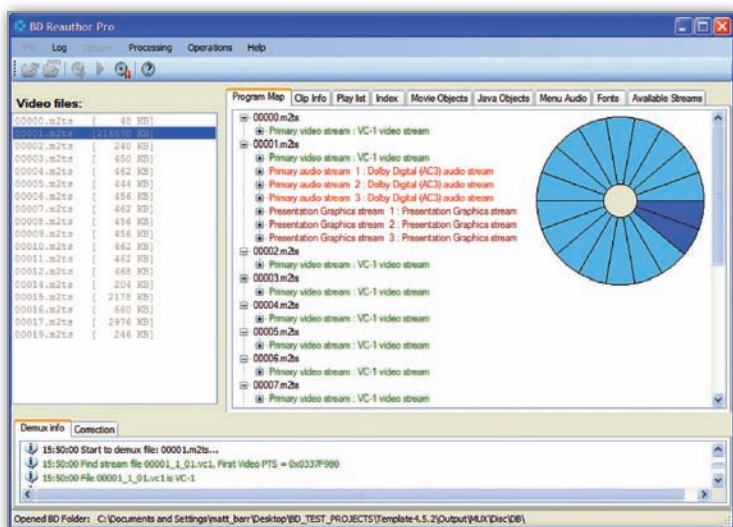 BD Reauthor Pro
File Log Options Processing Operations Help
Video files:
00000.m2ts [ 48 KB]
00001.m2ts [216570 KB]
00002.m2ts [ 240 KB]
00003.m2ts [ 450 KB]
00004.m2ts [ 462 KB]
00005.m2ts [ 444 KB]
00006.m2ts [ 456 KB]
00007.m2ts [ 462 KB]
00008.m2ts [ 456 KB]
00009.m2ts [ 456 KB]
00010.m2ts [ 462 KB]
00011.m2ts [ 462 KB]
00012.m2ts [ 468 KB]
00014.m2ts [ 204 KB]
00015.m2ts [ 2178 KB]
00016.m2ts [ 660 KB]
00017.m2ts [ 2976 KB]
00019.m2ts [ 246 KB]
Program Map Clip Info Play list Index Movie Objects Java Objects Menu Audio Fonts Available Streams
00000.m2ts
Primary video stream : VC-1 video stream
00001.m2ts
Primary video stream : VC-1 video stream
Primary audio stream 1 : Dolby Digital (AC3) audio stream
Primary audio stream 2 : Dolby Digital (AC3) audio stream
Primary audio stream 3 : Dolby Digital (AC3) audio stream
Presentation Graphics stream 1 : Presentation Graphics stream
Presentation Graphics stream 2 : Presentation Graphics stream
Presentation Graphics stream 3 : Presentation Graphics stream
00002.m2ts
Primary video stream : VC-1 video stream
00003.m2ts
Primary video stream : VC-1 video stream
00004.m2ts
Primary video stream : VC-1 video stream
00005.m2ts
Primary video stream : VC-1 video stream
00006.m2ts
Primary video stream : VC-1 video stream
00007.m2ts
Primary video stream : VC-1 video stream
Demux info Correction
15:50:00 Start to demux file: 00001.m2ts...
15:50:00 Find stream file 00001_1_01.vc1, First Video PTS = 0x0337F980
15:50:00 File 00001_1_01.vc1 is VC-1
Opened BD Folder: C:\Documents and Settings\matt_barr\Desktop\BD_TEST_PROJECTS\Template4.5.2\Output\MUX\Disc\DB\